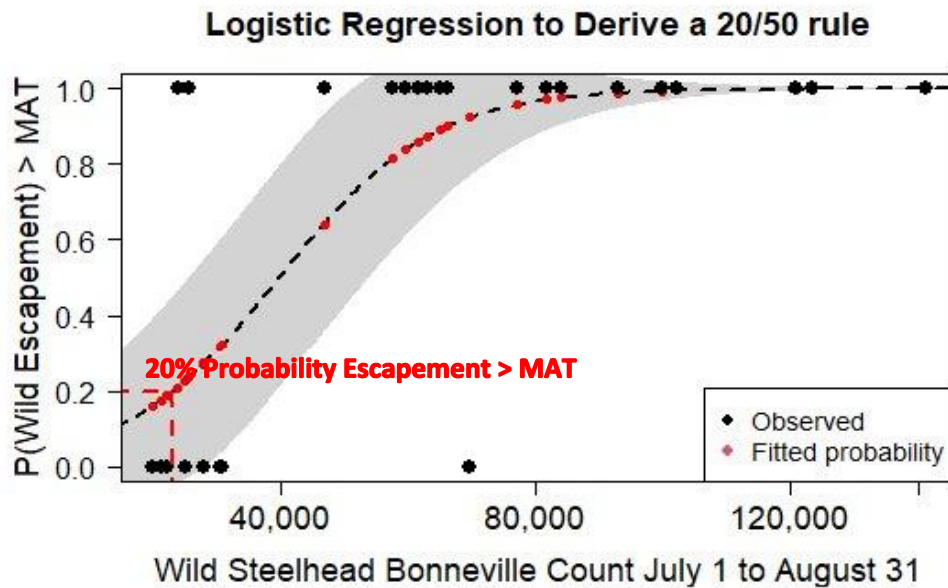 Logistic Regression to Derive a 20/50 rule
P(Wild Escapement) > MAT
1.0
0.8
0.6
0.4
0.2
0.0
20% Probability Escapement > MAT
Observed
Fitted probability
40,000 80,000 120,000
Wild Steelhead Bonneville Count July 1 to August 31